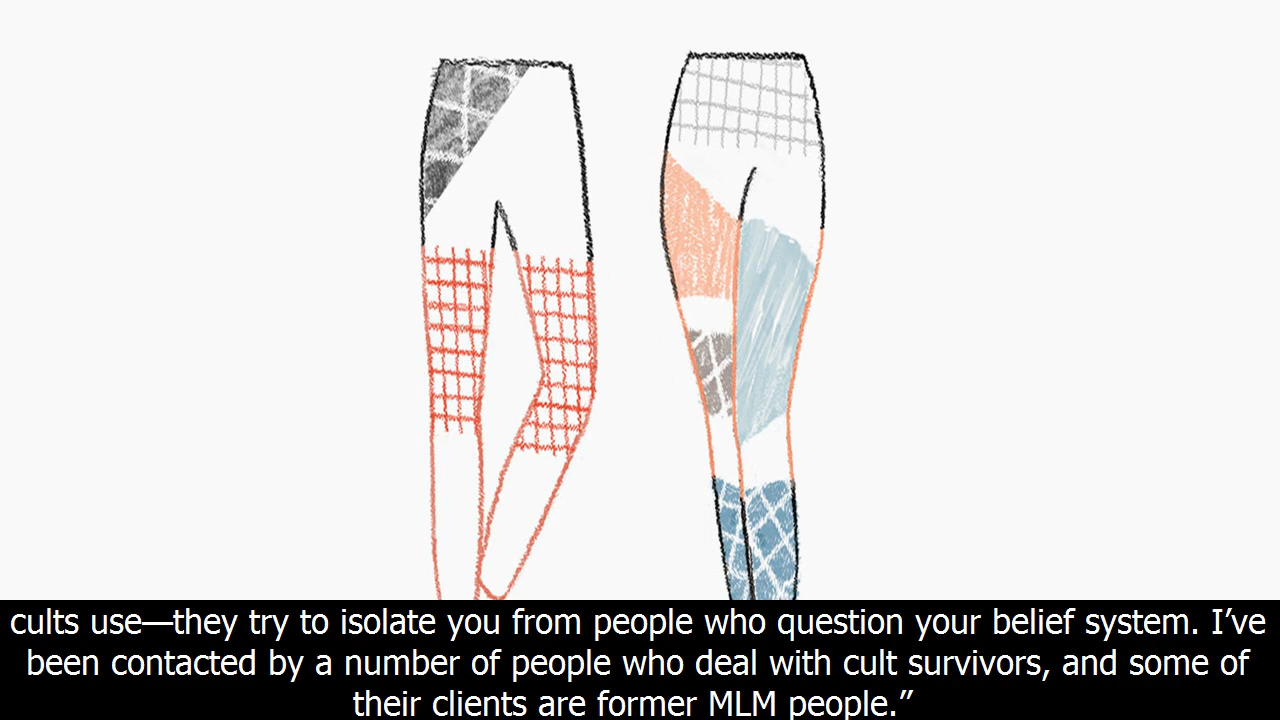 cults use—they try to isolate you from people who question your belief system. I’ve
been contacted by a number of people who deal with cult survivors, and some of
their clients are former MLM people.”